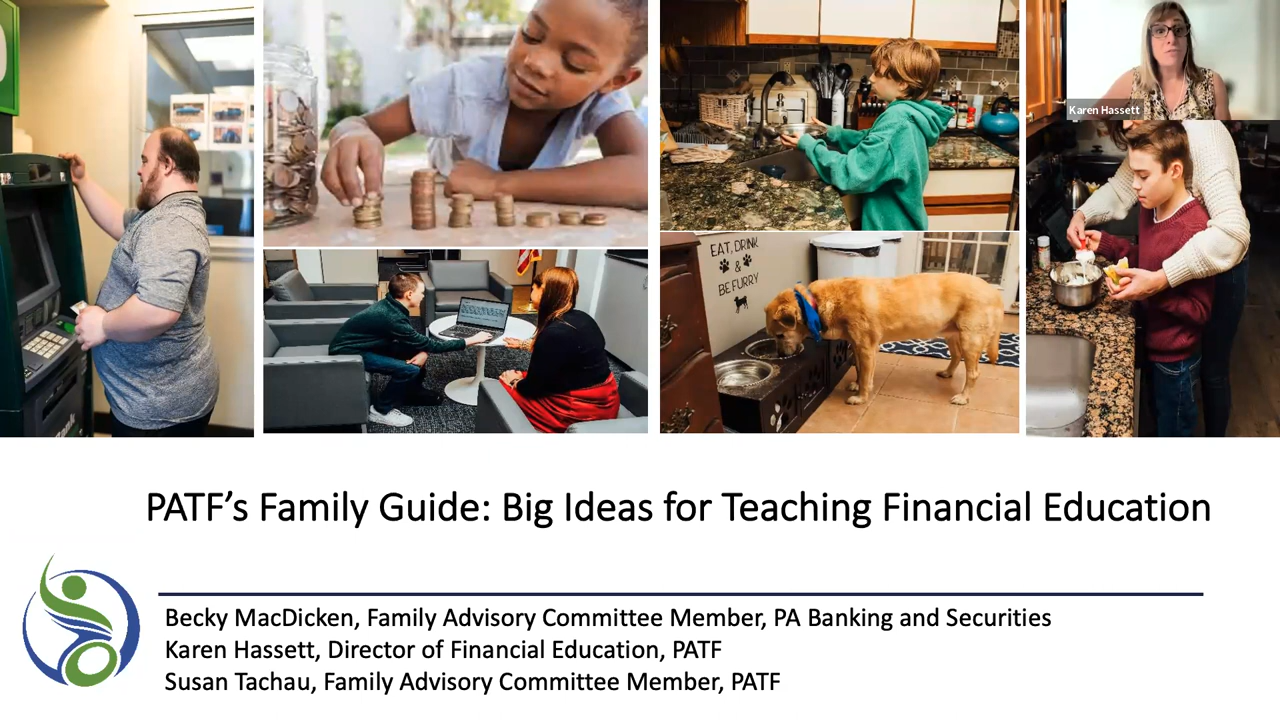 Karen Hassett
EAT, DRINK
&
BE FURRY
PATF’s Family Guide: Big Ideas for Teaching Financial Education
Becky MacDicken, Family Advisory Committee Member, PA Banking and Securities
Karen Hassett, Director of Financial Education, PATF
Susan Tachau, Family Advisory Committee Member, PATF